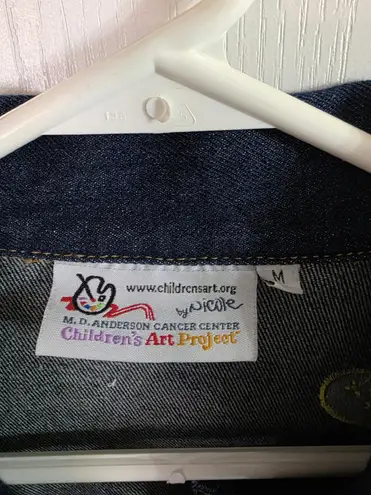 www.childrensart.org
M
by Nicole
M.D. ANDERSON CANCER CENTER
Children's Art Project